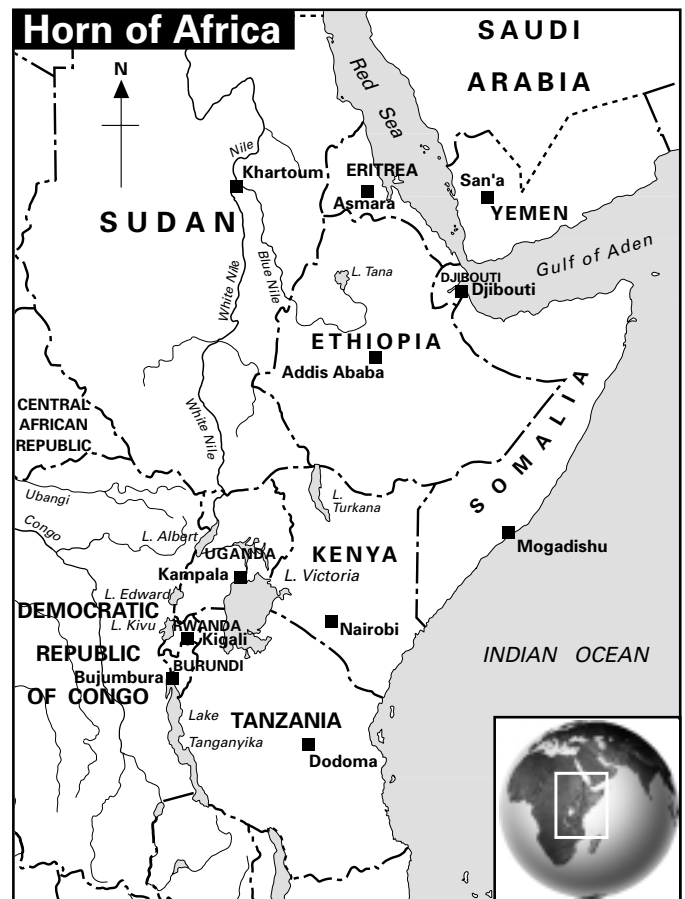 Horn of Africa
SAUDI
ARABIA
N
Red Sea
Nile
Khartoum
ERITREA
Asmara
San'a
YEMEN
SUDAN
White Nile
Blue Nile
L. Tana
DJIBOUTI
Djibouti
Gulf of Aden
ETHIOPIA
Addis Ababa
CENTRAL
AFRICAN
REPUBLIC
White Nile
SOMALIA
Ubangi
Congo
L.
Turkana
L. Albert
UGANDA
KENYA
Mogadishu
Kampala
L. Victoria
L. Edward
DEMOCRATIC
L. Kivu
RWANDA
Kigali
Nairobi
REPUBLIC
BURUNDI
Bujumbura
OF CONGO
INDIAN OCEAN
Lake
Tanganyika
TANZANIA
Dodoma